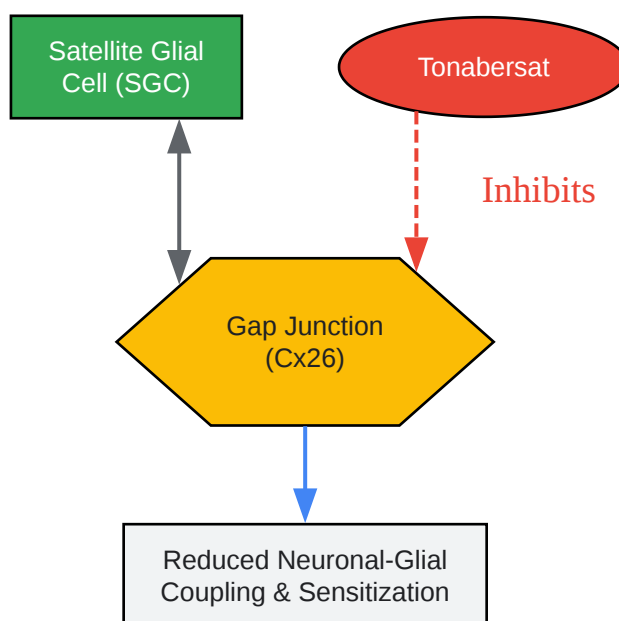 Satellite Glial
Cell (SGC)
Tonabersat
Inhibits
Gap Junction
(Cx26)
Reduced Neuronal-Glial
Coupling & Sensitization